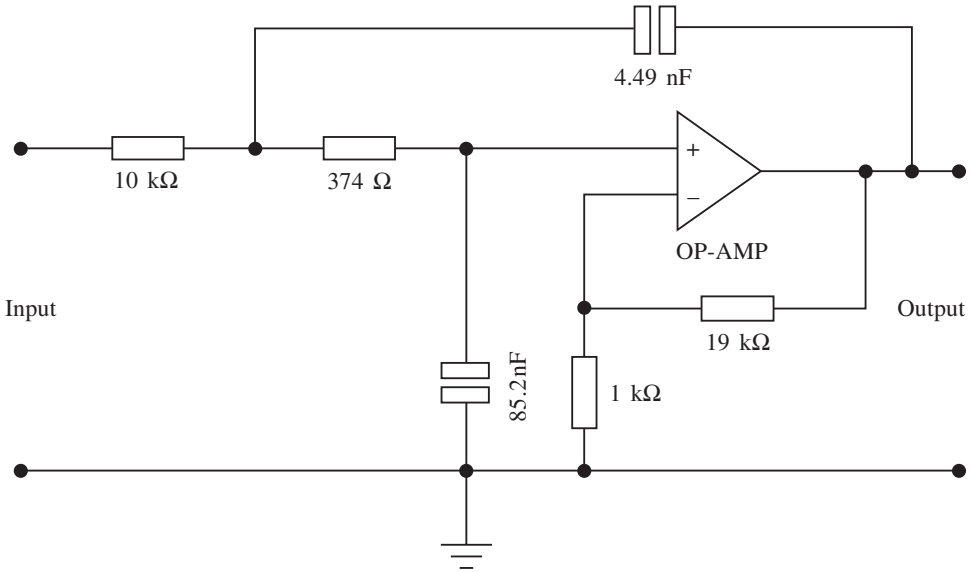 4.49 nF
10 kΩ
374 Ω
+
−
OP-AMP
Input
Output
19 kΩ
85.2nF
1 kΩ